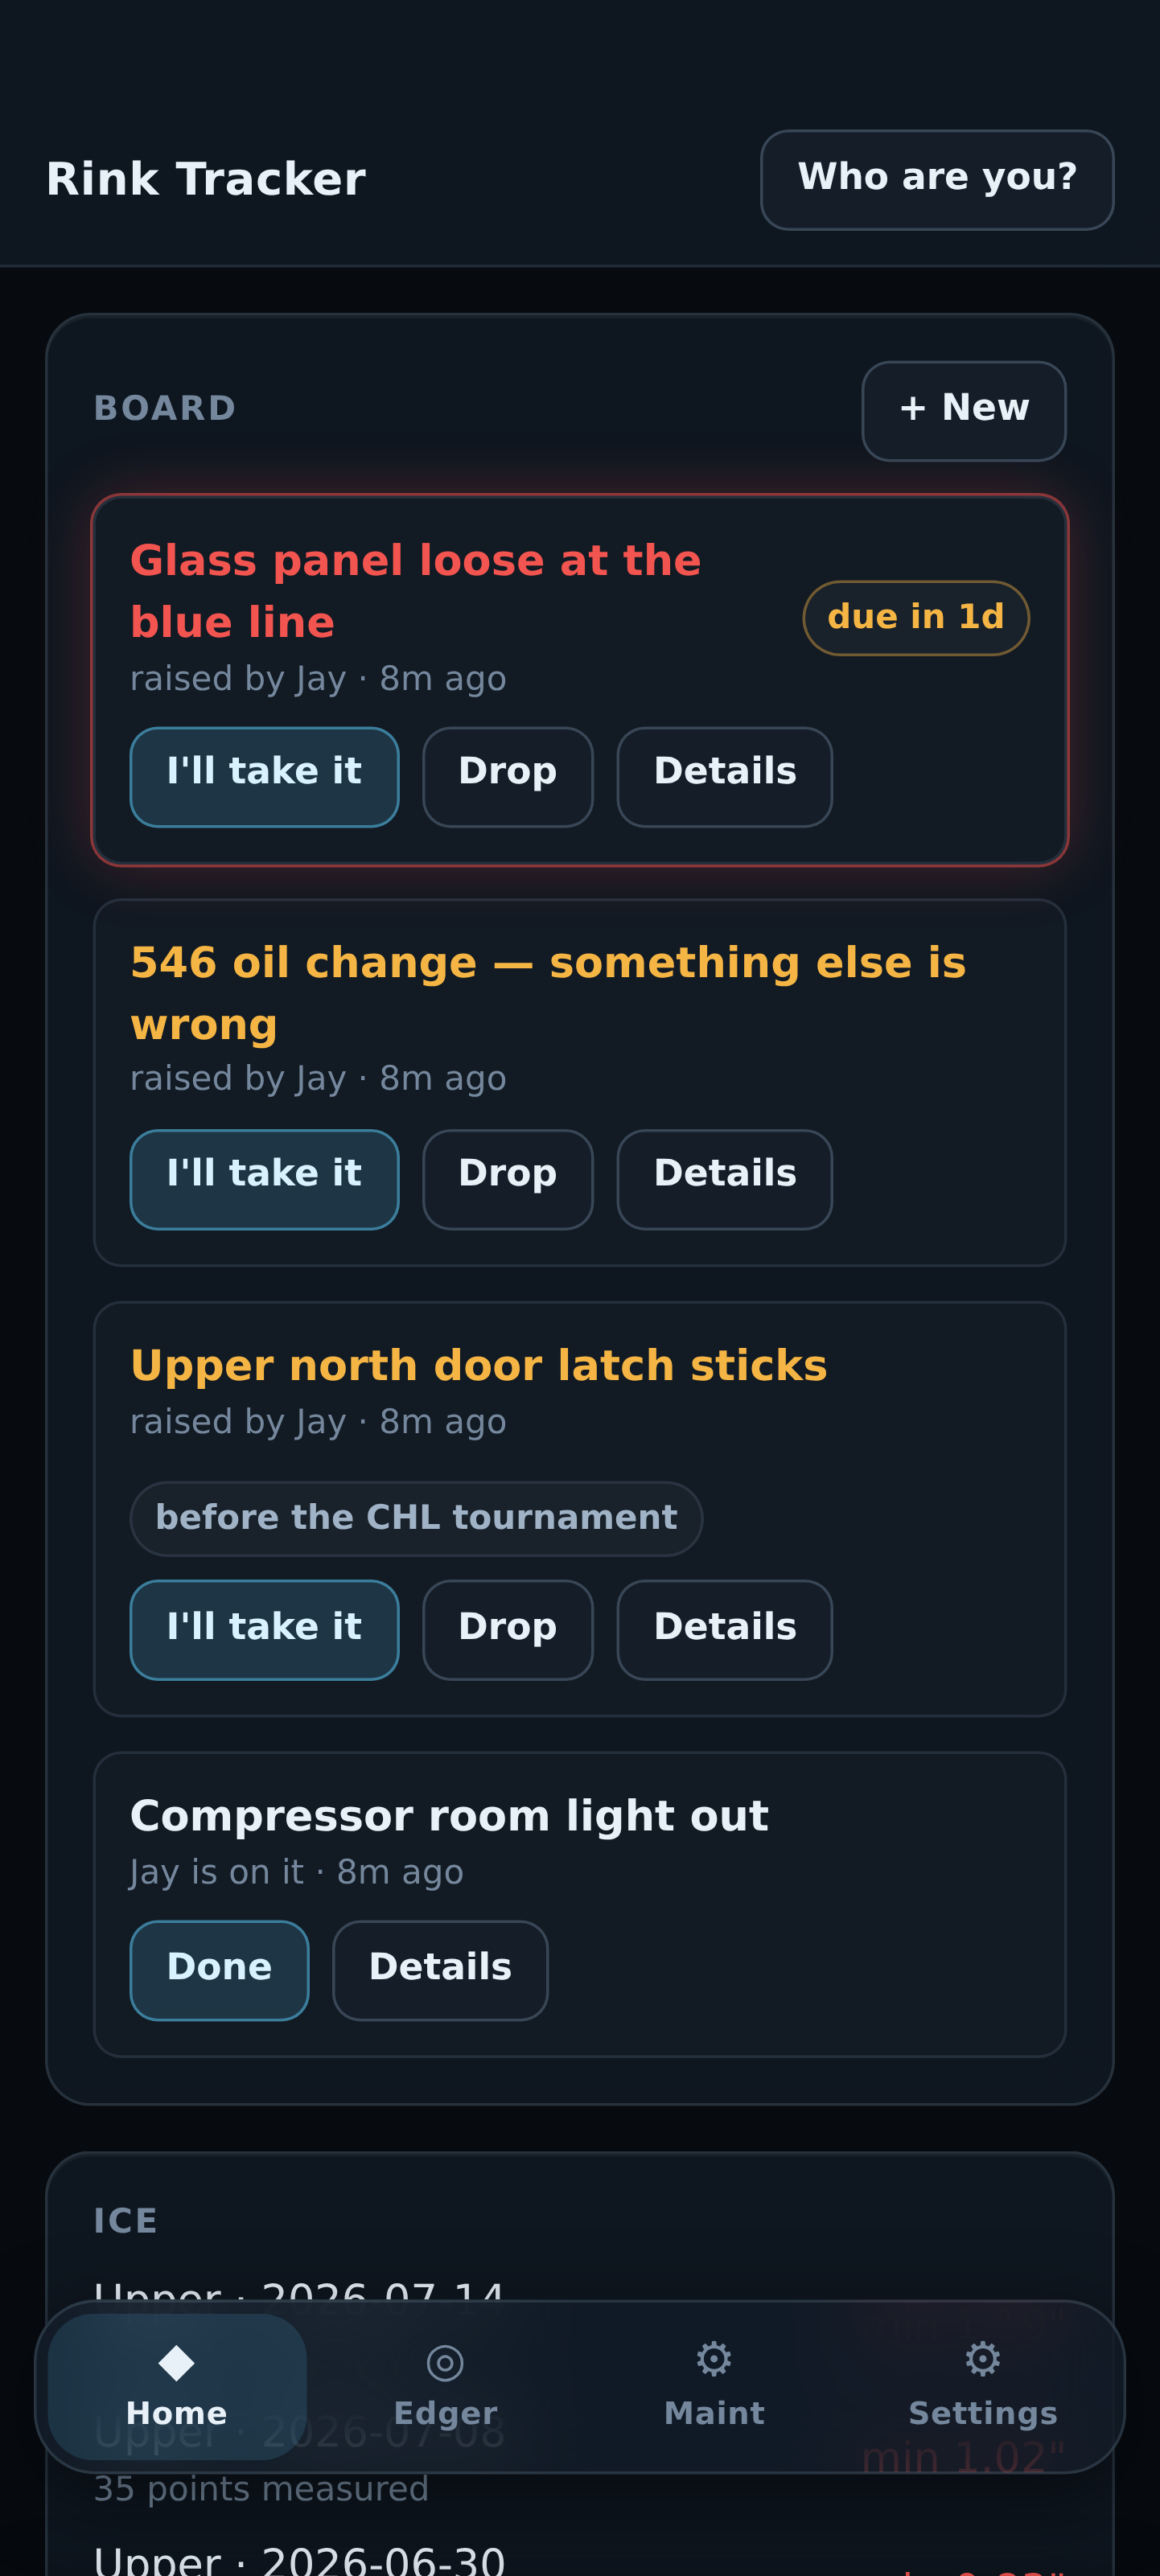 Rink Tracker
Who are you?
BOARD
+ New
Glass panel loose at the
blue line
due in 1d
raised by Jay · 8m ago
I'll take it
Drop
Details
546 oil change — something else is
wrong
raised by Jay · 8m ago
I'll take it
Drop
Details
Upper north door latch sticks
raised by Jay · 8m ago
before the CHL tournament
I'll take it
Drop
Details
Compressor room light out
Jay is on it · 8m ago
Done
Details
ICE
Upper · 2026-07-14
Home
Edger
Maint
Settings
Upper · 2026-07-08
min 1.02"
35 points measured
Upper · 2026-06-30